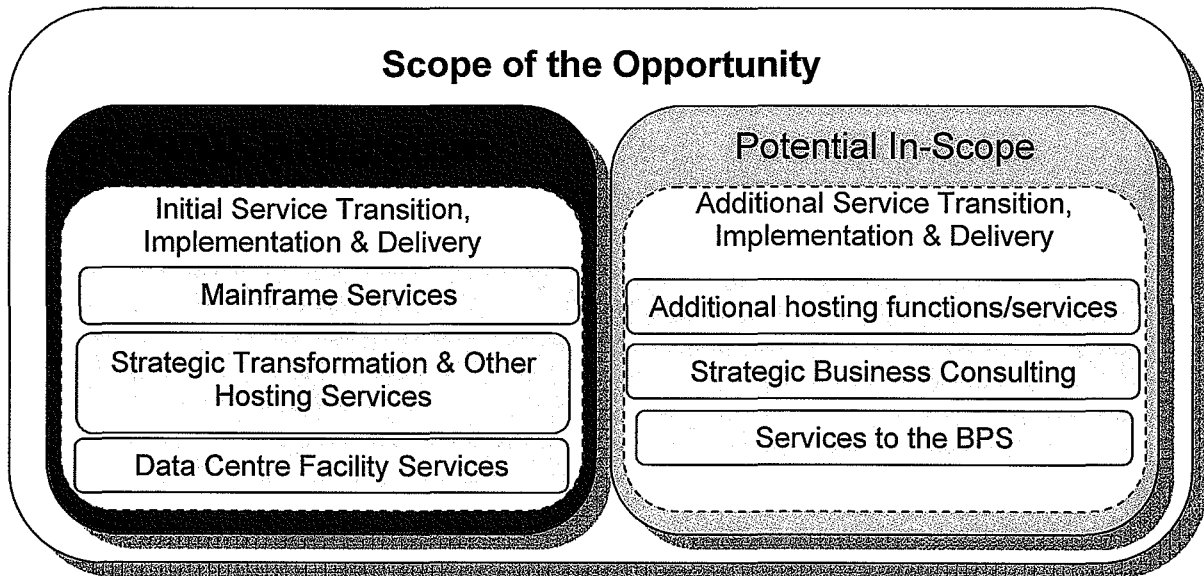 Scope of the Opportunity
Initial Service Transition,
Implementation & Delivery
Mainframe Services
Strategic Transformation & Other
Hosting Services
Data Centre Facility Services
Potential In-Scope
Additional Service Transition,
Implementation & Delivery
Additional hosting functions/services
Strategic Business Consulting
Services to the BPS